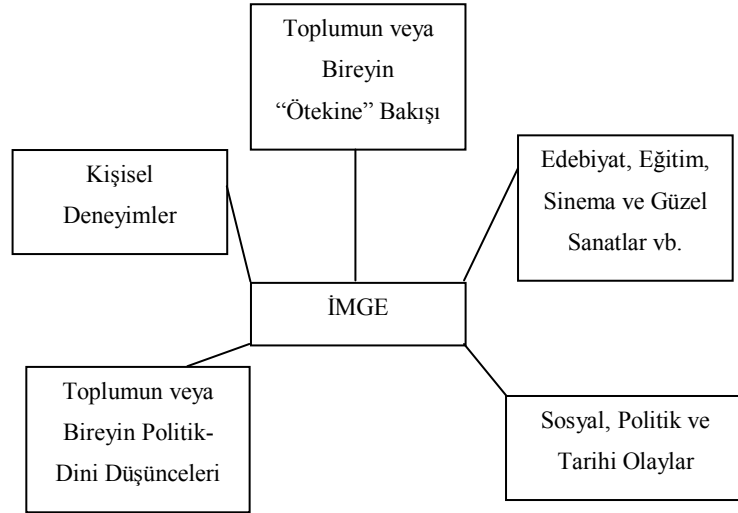 Toplumun veya
Bireyin
“Ötekine” Bakışı
Kişisel
Deneyimler
Edebiyat, Eğitim,
Sinema ve Güzel
Sanatlar vb.
İMGE
Toplumun veya
Bireyin Politik-
Dini Düşünceleri
Sosyal, Politik ve
Tarihi Olaylar